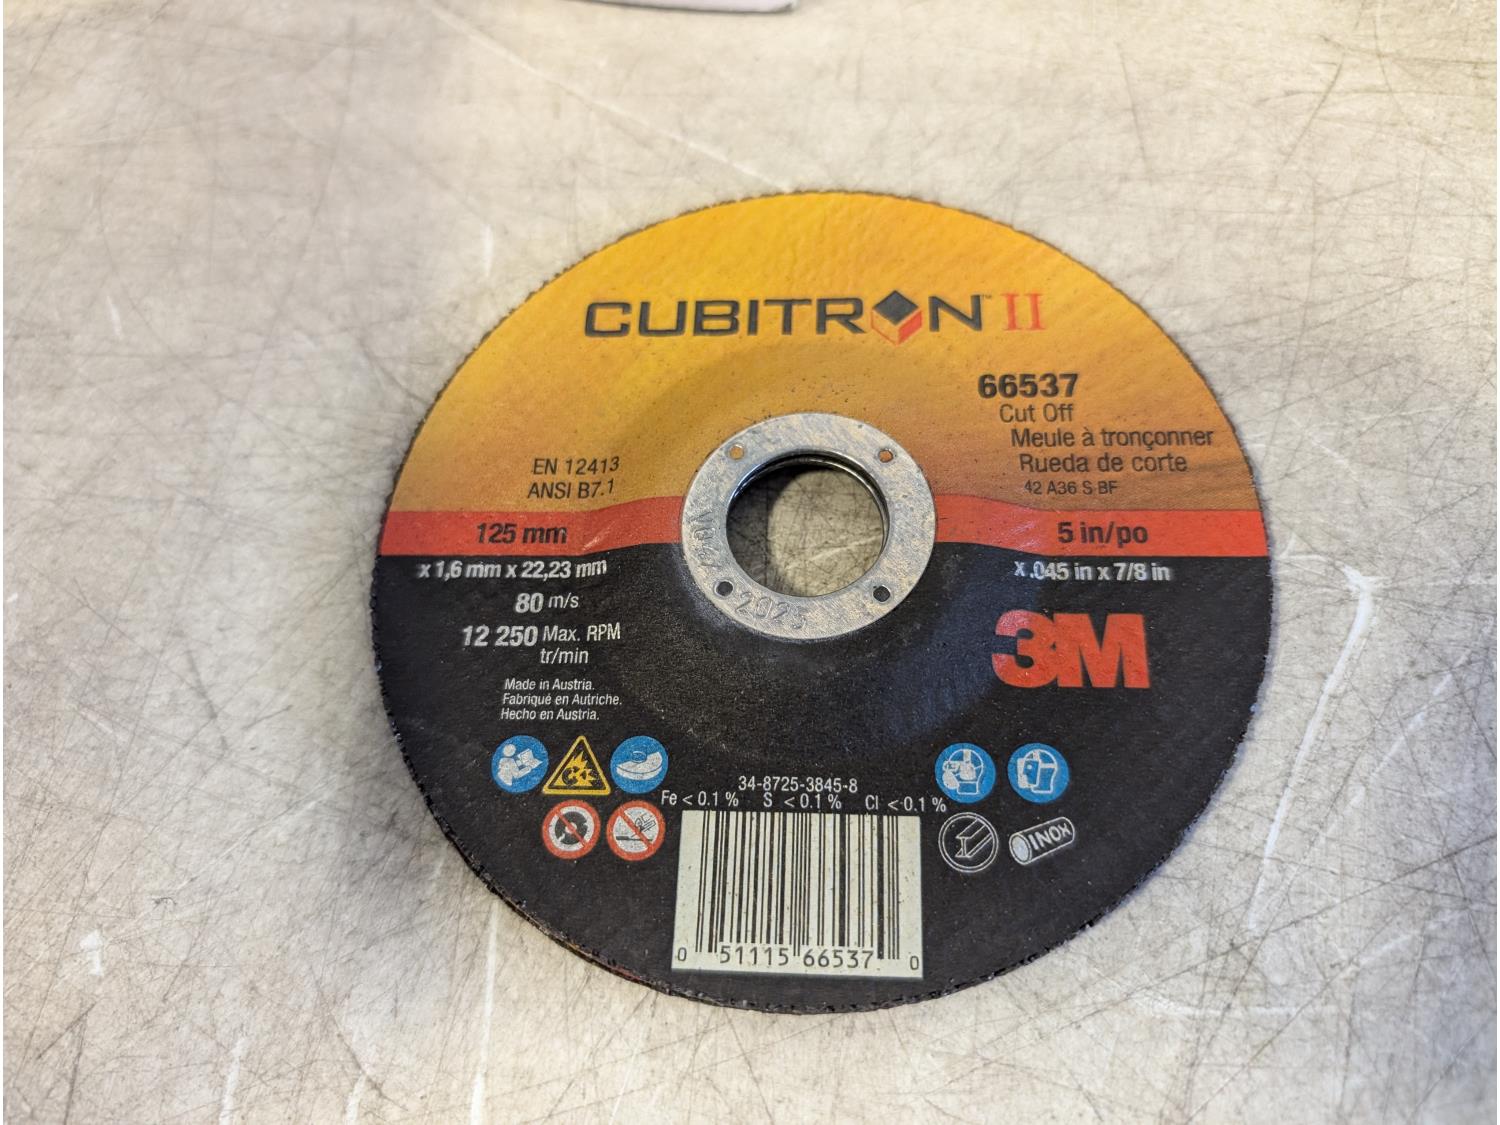 CUBITRON™ II
66537
Cut Off
Meule à tronçonner
Rueda de corte
42 A36 S BF
EN 12413
ANSI B7.1
125 mm
5 in/po
x 1,6 mm x 22,23 mm
x .045 in x 7/8 in
80 m/s
12 250 Max. RPM
tr/min
3M
Made in Austria.
Fabriqué en Autriche.
Hecho en Austria.
V04
2025
34-8725-3845-8
Fe < 0.1 % S < 0.1 % Cl < 0.1 %
INOX
0 51115 66537 0